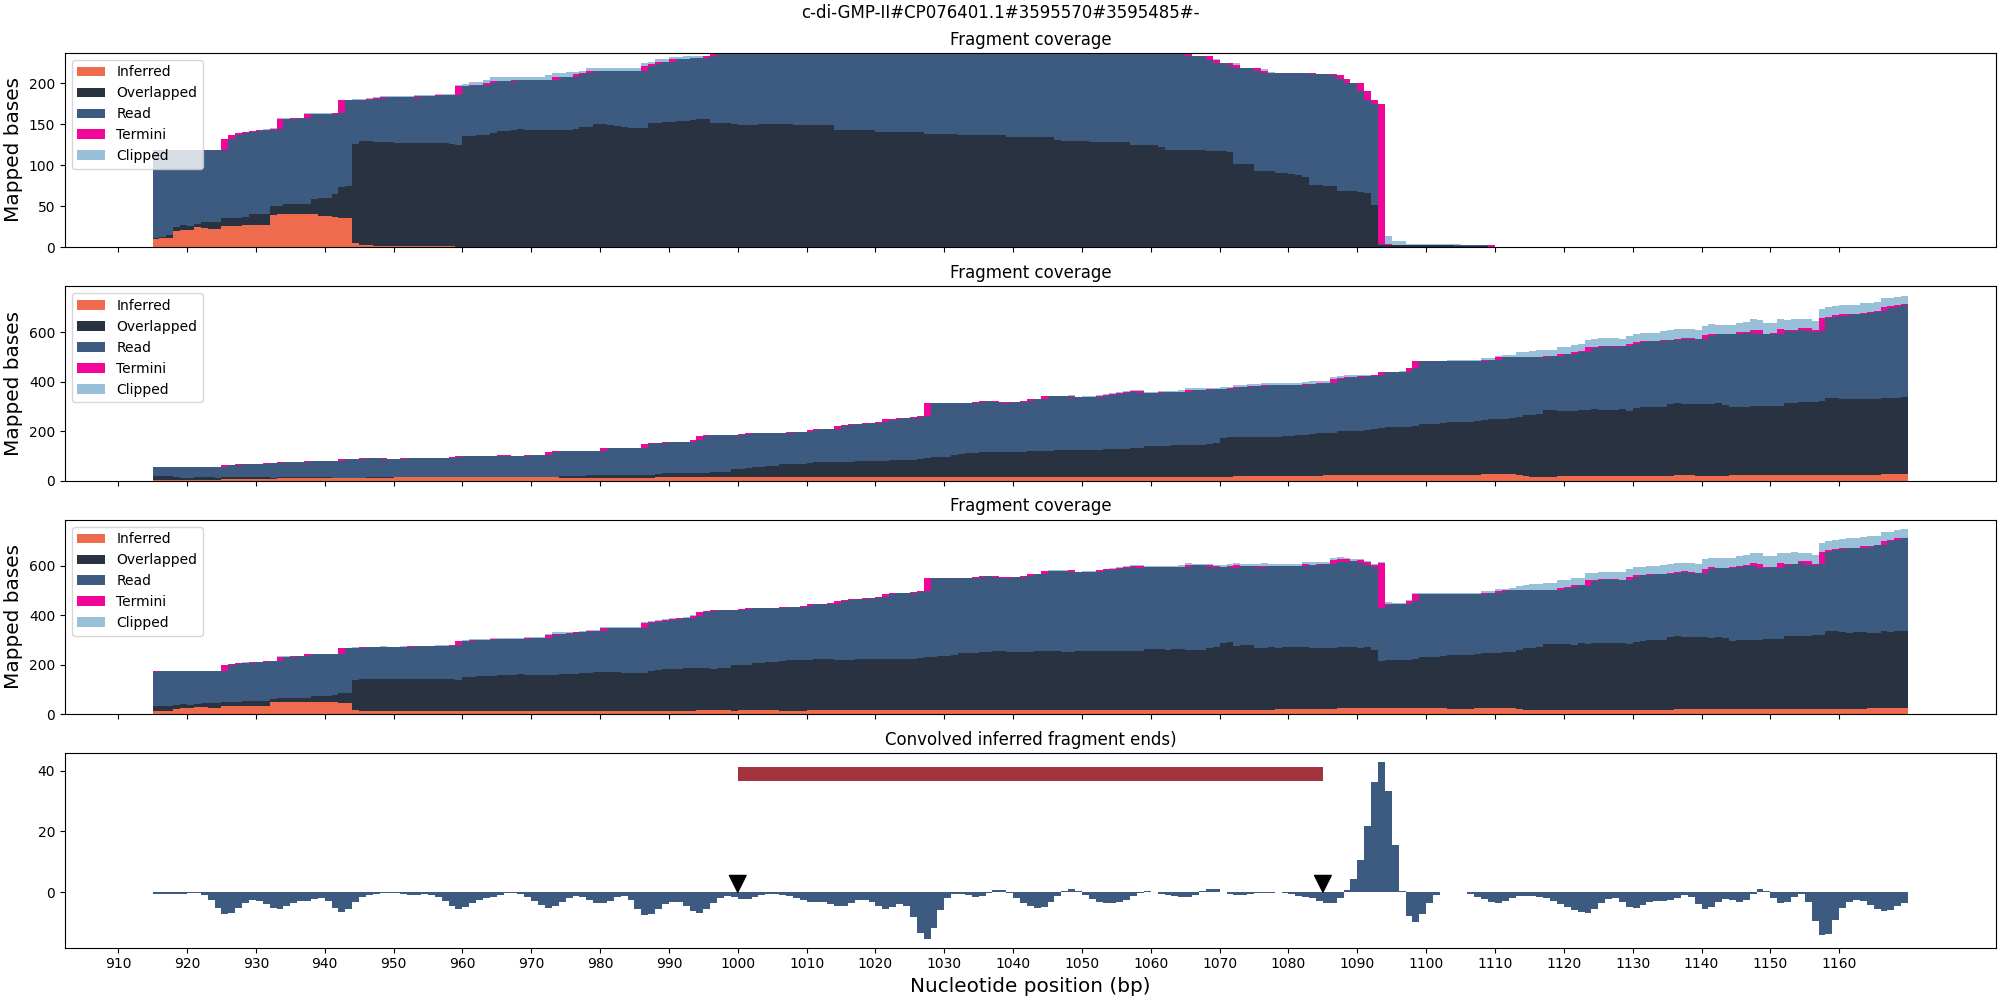 c-di-GMP-II#CP076401.1#3595570#3595485#-
Fragment coverage
Mapped bases
200
150
100
50
0
Inferred
Overlapped
Read
Termini
Clipped
Fragment coverage
Mapped bases
600
400
200
0
Inferred
Overlapped
Read
Termini
Clipped
Fragment coverage
Mapped bases
600
400
200
0
Inferred
Overlapped
Read
Termini
Clipped
Convolved inferred fragment ends)
40
20
0
910 920 930 940 950 960 970 980 990 1000 1010 1020 1030 1040 1050 1060 1070 1080 1090 1100 1110 1120 1130 1140 1150 1160
Nucleotide position (bp)